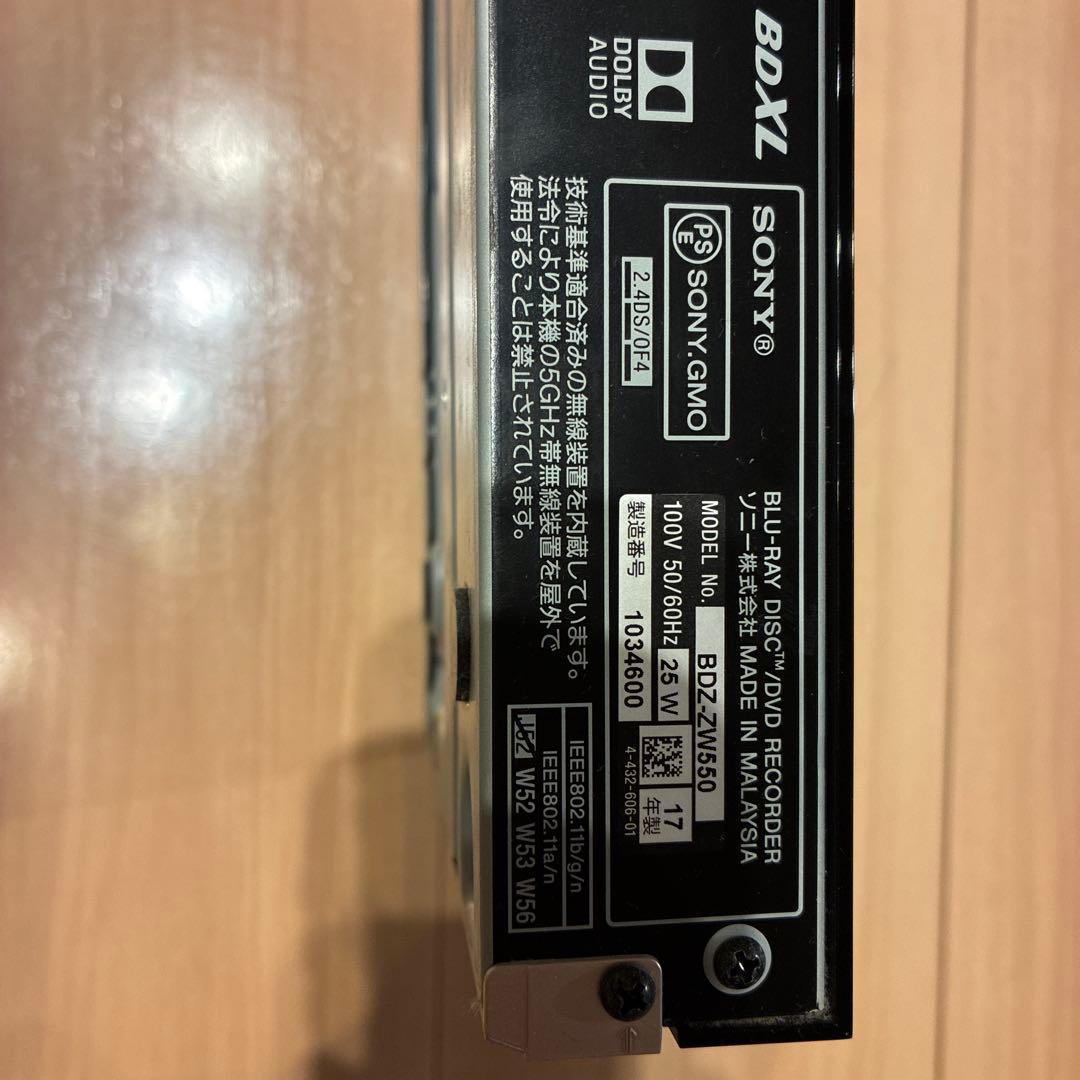 BDXL
DOLBY
AUDIO
SONY®
PS
E
SONY.GMO
2.4DS/OF4
BLU-RAY DISC™/DVD RECORDER
ソニー株式会社 MADE IN MALAYSIA
MODEL No. BDZ-ZW550
100V 50/60Hz 25 W
17
年製
製造番号 1034600
4-432-606-01
技術基準適合済みの無線装置を内蔵しています。
法令により本機の5GHz帯無線装置を屋外で
使用することは禁止されています。
IEEE802.11b/g/n
IEEE802.11a/n
J52 W52 W53 W56